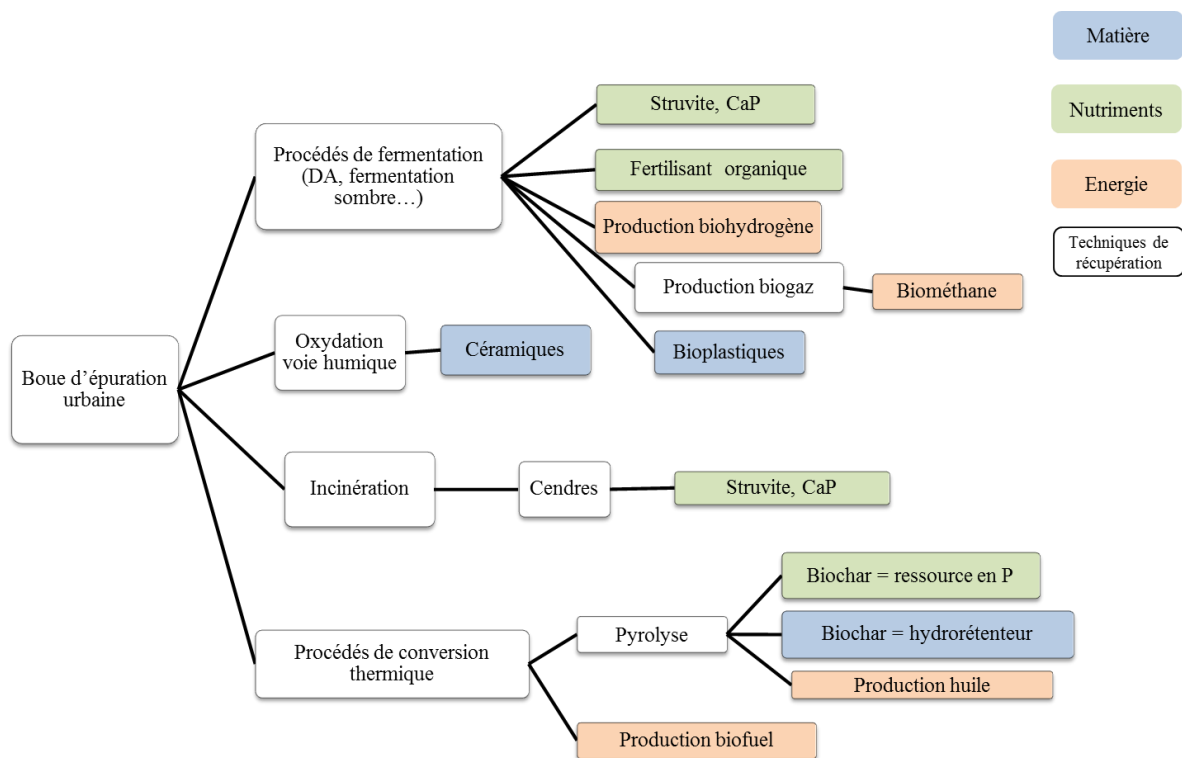 Matière
Nutriments
Energie
Techniques de
récupération
Boue d’épuration
urbaine
Procédés de fermentation
(DA, fermentation
sombre…)
Struvite, CaP
Fertilisant organique
Production biohydrogène
Production biogaz
Biométhane
Bioplastiques
Oxydation
voie humique
Céramiques
Incinération
Cendres
Struvite, CaP
Procédés de conversion
thermique
Pyrolyse
Biochar = ressource en P
Biochar = hydrorétenteur
Production huile
Production biofuel